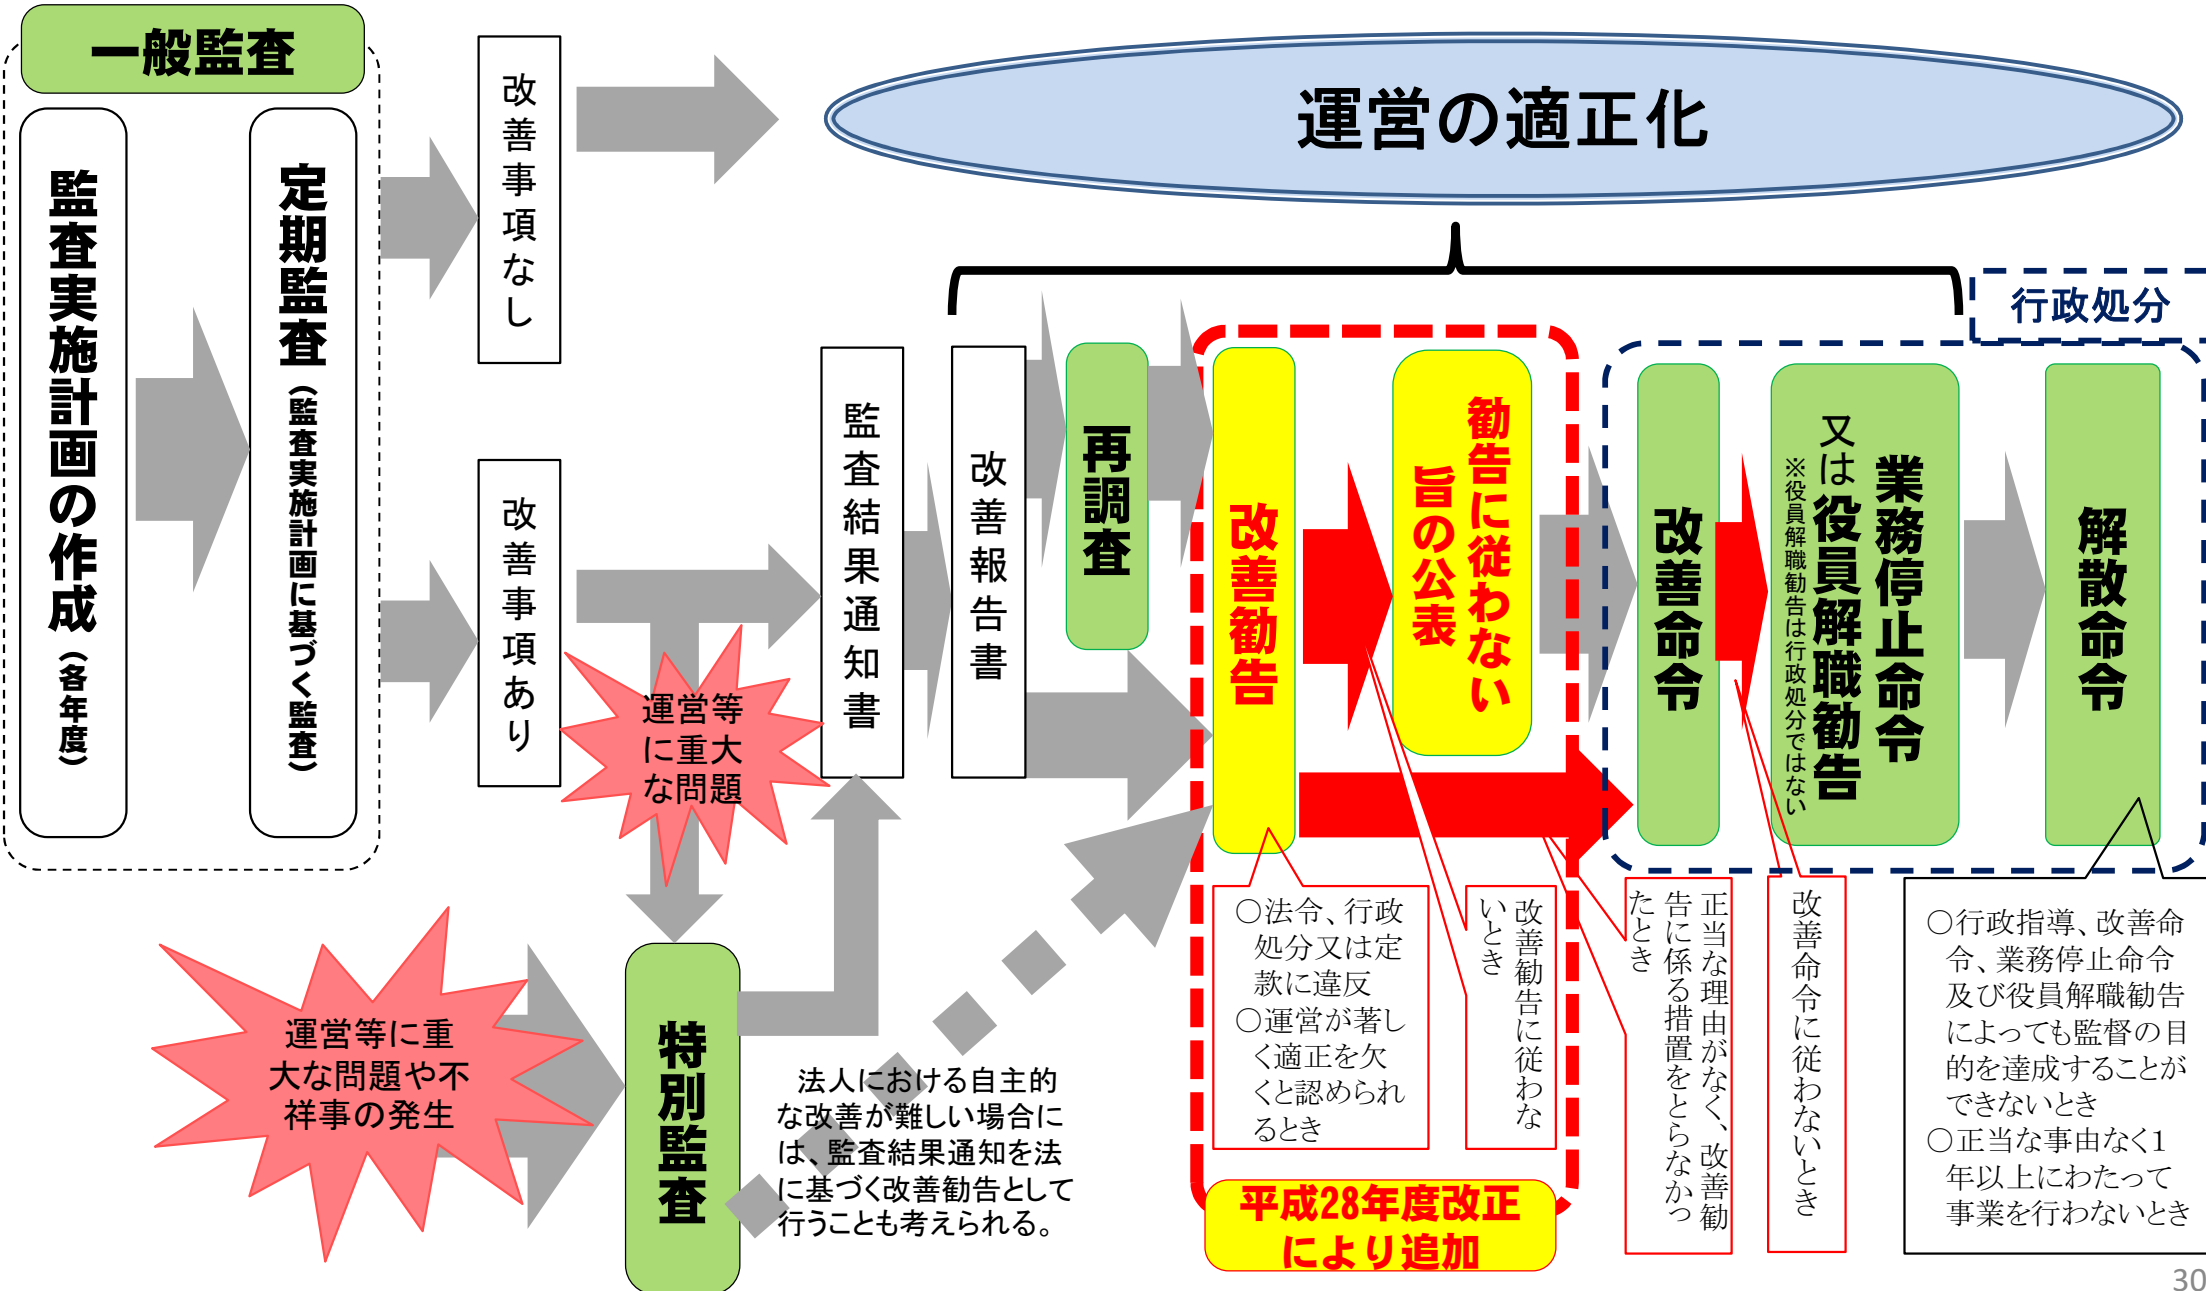 一般監査
監査実施計画の作成（各年度）
定期監査（監査実施計画に基づく監査）
改善事項なし
運営の適正化
改善事項あり
運営等
に重大
な問題
監査結果通知書
改善報告書
再調査
改善勧告
勧告に従わない
旨の公表
行政処分
改善命令
業務停止命令
又は役員解職勧告
※役員解職勧告は行政処分ではない
解散命令
運営等に重
大な問題や不
祥事の発生
特別監査
法人における自主的
な改善が難しい場合に
は、監査結果通知を法
に基づく改善勧告として
行うことも考えられる。
○法令、行政
処分又は定
款に違反
○運営が著し
く適正を欠
くと認められ
るとき
改善勧告に従わな
いとき
正当な理由がなく、改善勧
告に係る措置をとらなかっ
たとき
改善命令に従わないとき
○行政指導、改善命
令、業務停止命令
及び役員解職勧告
によっても監督の目
的を達成することが
できないとき
○正当な事由なく1
年以上にわたって
事業を行わないとき
平成28年度改正
により追加
30